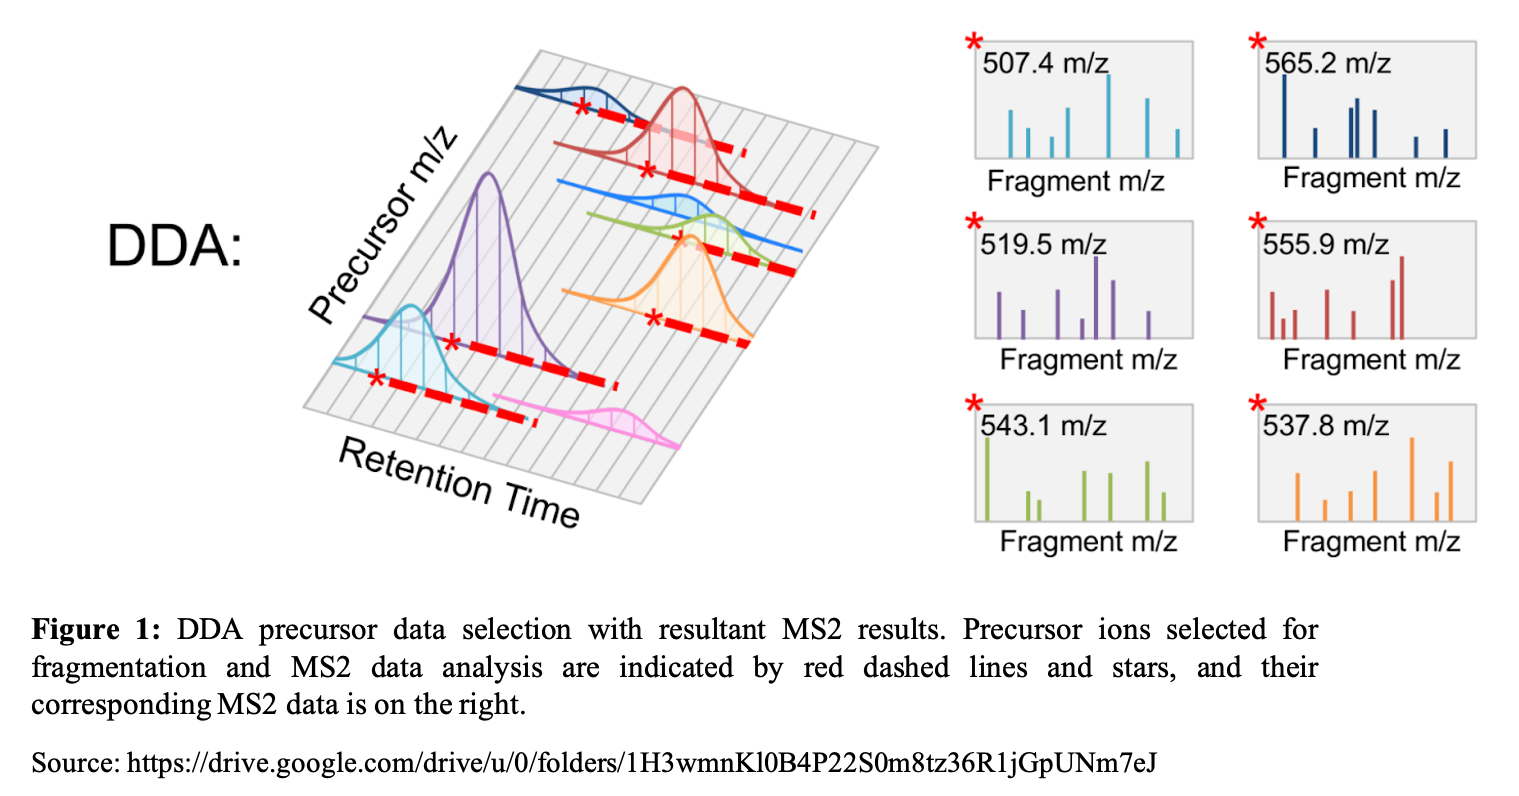 DDA:
Precursor m/z
Retention Time
* 507.4 m/z
Fragment m/z
* 565.2 m/z
Fragment m/z
* 519.5 m/z
Fragment m/z
* 555.9 m/z
Fragment m/z
* 543.1 m/z
Fragment m/z
* 537.8 m/z
Fragment m/z
Figure 1: DDA precursor data selection with resultant MS2 results. Precursor ions selected for
fragmentation and MS2 data analysis are indicated by red dashed lines and stars, and their
corresponding MS2 data is on the right.
Source: https://drive.google.com/drive/u/0/folders/1H3wmnKl0B4P22S0m8tz36R1jGpUNm7eJ